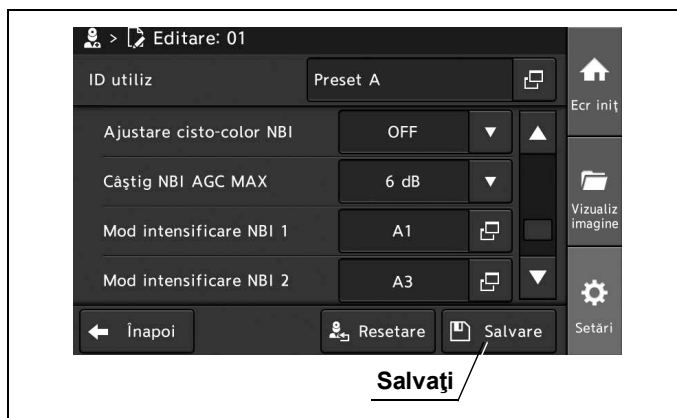 > Editare: 01
ID utiliz Preset A
Ecr iniț
Ajustare cisto-color NBI OFF
Câştig NBI AGC MAX 6 dB
Vizualiz
imagine
Mod intensificare NBI 1 A1
Mod intensificare NBI 2 A3
Înapoi Resetare Salvare
Setări
Salvaţi